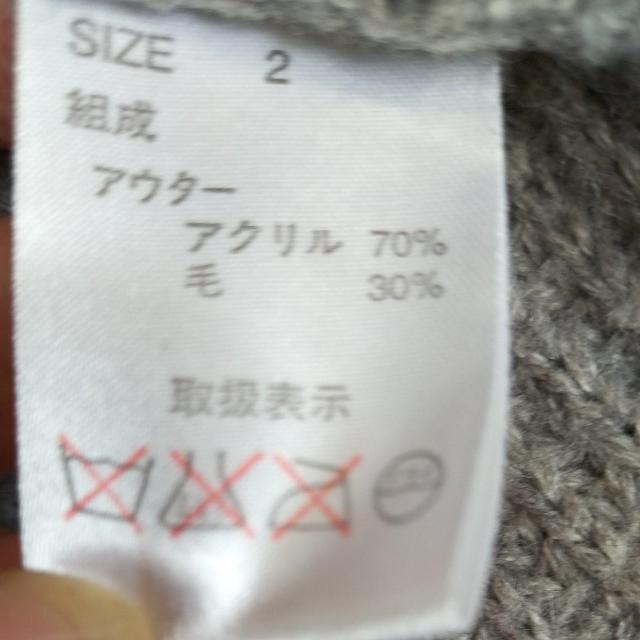 SIZE 2
組成
アウター
アクリル 70%
毛 30%
取扱表示